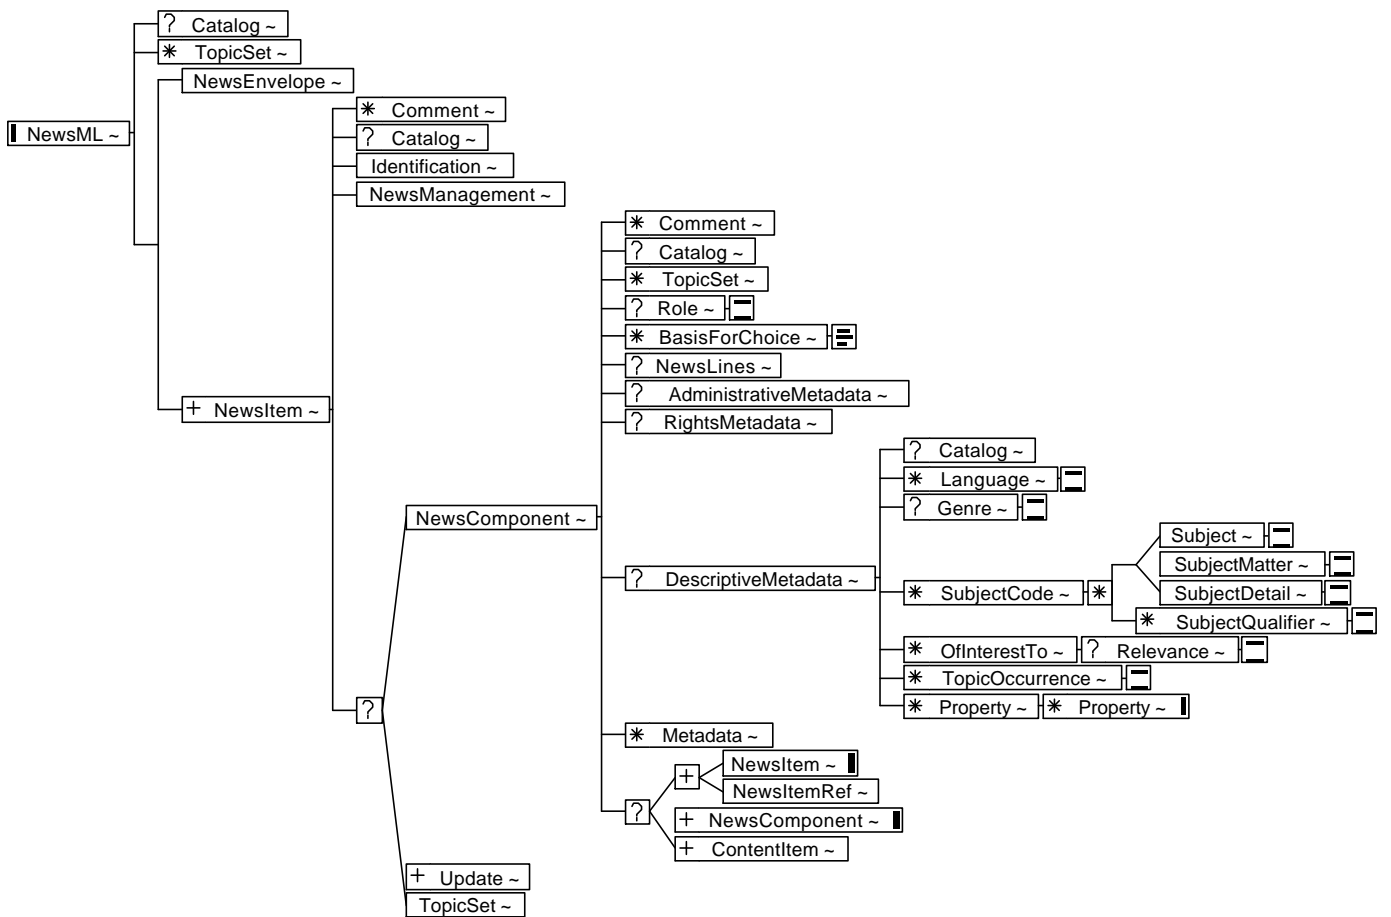 ? Catalog ~
* TopicSet ~
NewsEnvelope ~
NewsML ~
* Comment ~
? Catalog ~
Identification ~
NewsManagement ~
* Comment ~
? Catalog ~
* TopicSet ~
? Role ~
* BasisForChoice ~
? NewsLines ~
? AdministrativeMetadata ~
+ NewsItem ~
? RightsMetadata ~
? Catalog ~
* Language ~
? Genre ~
NewsComponent ~
Subject ~
SubjectMatter ~
? DescriptiveMetadata ~
* SubjectCode ~ *
SubjectDetail ~
* SubjectQualifier ~
* OfInterestTo ~ ? Relevance ~
* TopicOccurrence ~
* Property ~ * Property ~
?
* Metadata ~
NewsItem ~
+
NewsItemRef ~
?
+ NewsComponent ~
+ ContentItem ~
+ Update ~
TopicSet ~